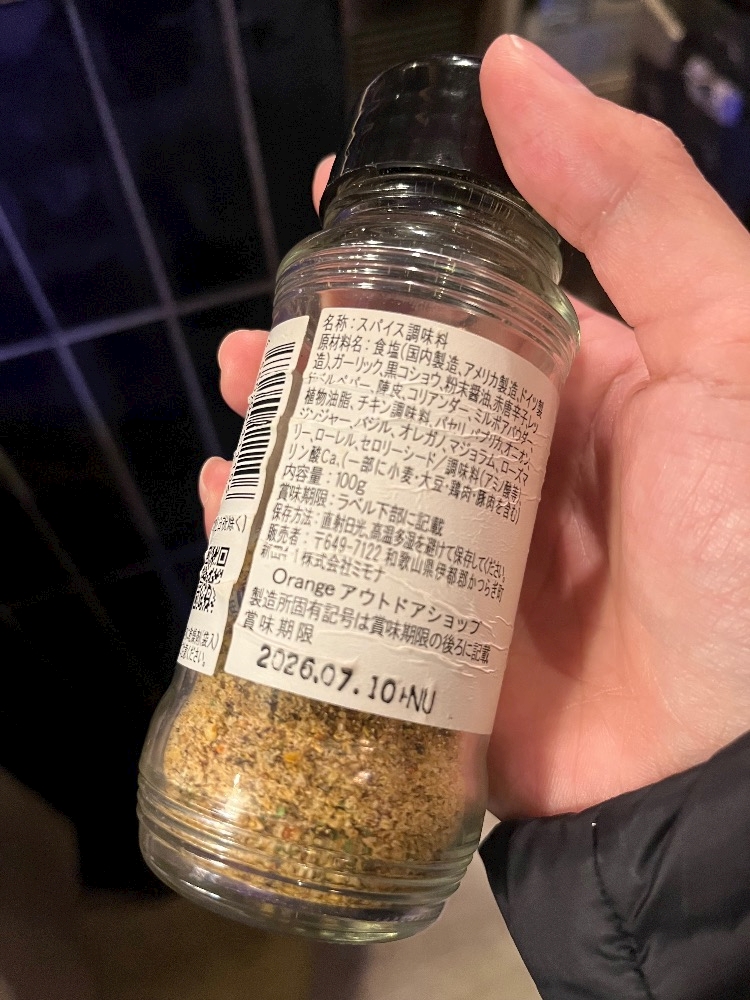 名称：スパイス調味料
原材料名：食塩(国内製造、アメリカ製造、ドイツ製
造)、ガーリック、黒コショウ、粉末醤油、赤唐辛子、レッ
ドベルペパー、陳皮、コリアンダー、ミルポアパウダー、
植物油脂、チキン調味料、パセリ、パプリカ、オニオン、
ジンジャー、バジル、オレガノ、マジョラム、ローズマ
リー、ローレル、セロリーシード／調味料(アミノ酸等)、
リン酸Ca、(一部に小麦・大豆・鶏肉・豚肉を含む)
内容量：100g
賞味期限：ラベル下部に記載
保存方法：直射日光、高温多湿を避けて保存してください。
販売者：〒649-7122 和歌山県伊都郡かつらぎ町
新田 1 株式会社ミモナ
Orange アウトドアショップ
製造所固有記号は賞味期限の後ろに記載
賞味期限
2026.07.10+NU
除く)
袋入)
ください。